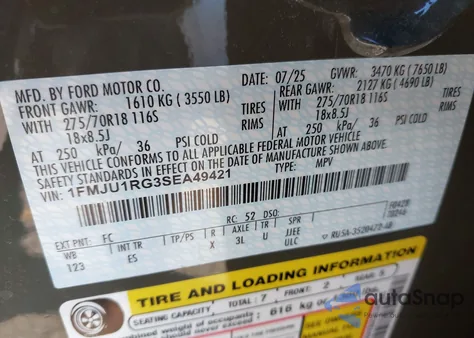 MFD. BY FORD MOTOR CO.
DATE: 07/25 GVWR: 3470 KG (7650 LB)
FRONT GAWR: 1610 KG (3550 LB) REAR GAWR: 2127 KG (4690 LB)
WITH 275/70R18 116S TIRES WITH 275/70R18 116S TIRES
18x8.5J RIMS 18x8.5J RIMS
AT 250 kPa/ 36 PSI COLD AT 250 kPa/ 36 PSI COLD
THIS VEHICLE CONFORMS TO ALL APPLICABLE FEDERAL MOTOR VEHICLE
SAFETY STANDARDS IN EFFECT ON THE DATE OF MANUFACTURE SHOWN ABOVE.
VIN: 1FMJU1RG3SEA49421 TYPE: MPV
EXT PNT: FC RC: 52 DSO:
WB INT TR TP/PS R
123 E5 X 3L U JJEE
ULC
TIRE AND LOADING INFORMATION
SEATING CAPACITY TOTAL: 7 FRONT: 2 REAR: 5
616 kg
autoSnap